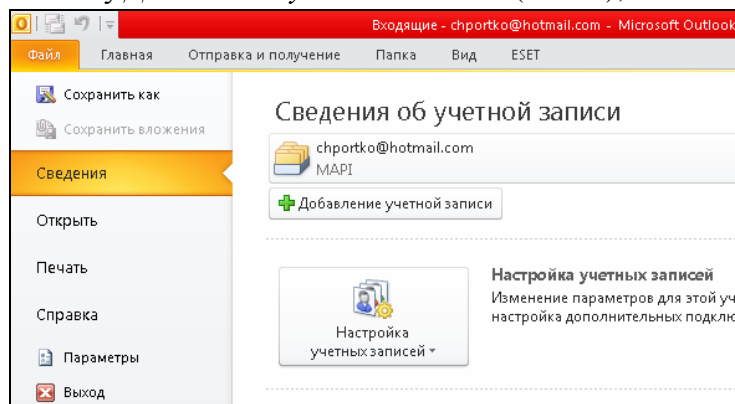 Входящие - chportko@hotmail.com - Microsoft Outlook
Файл Главная Отправка и получение Папка Вид ESET
Сохранить как
Сохранить вложения
Сведения
Открыть
Печать
Справка
Параметры
Выход
Сведения об учетной записи
chportko@hotmail.com
MAPI
Добавление учетной записи
Настройка
учетных записей
Настройка учетных записей
Изменение параметров для этой уч
настройка дополнительных подклю